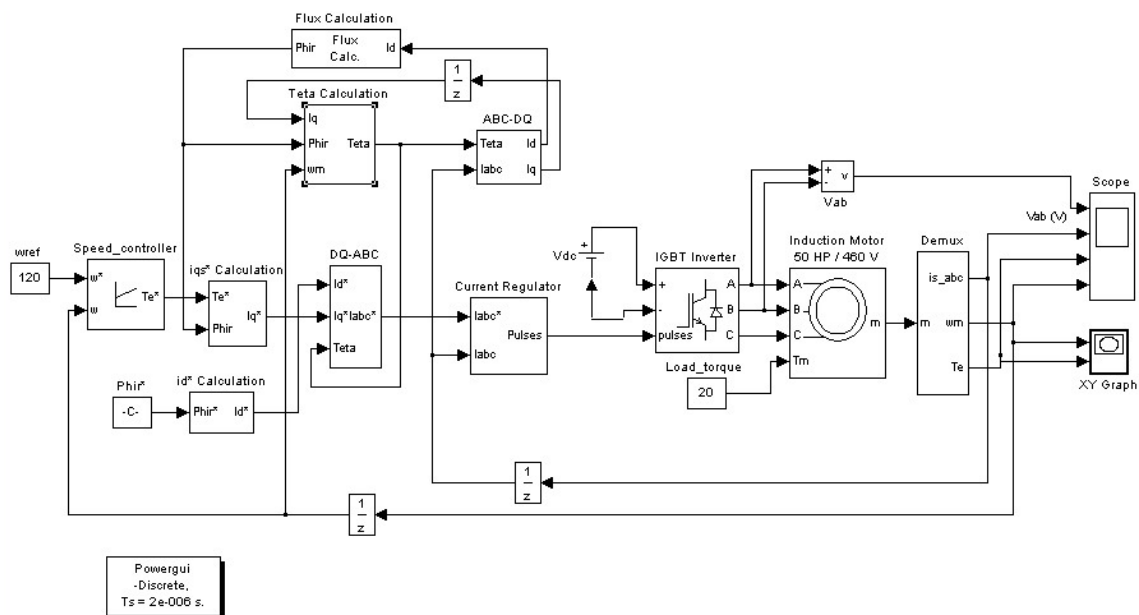 Flux Calculation
Phir
Flux
Calc.
Id
1
z
Teta Calculation
Iq
Phir
wm
Teta
ABC-DQ
Teta
Iabc
Id
Iq
+
-
v
Vab
Scope
Vab (V)
wref
120
Speed_controller
w*
w
Te*
iqs* Calculation
Te*
Phir
Iq*
DQ-ABC
Id*
Iq*Iabc*
Teta
Current Regulator
Iabc*
Iabc
Pulses
+
Vdc
IGBT Inverter
+
-
pulses
A
B
C
Induction Motor
50 HP / 460 V
A
B
C
Tm
m
Demux
m
is_abc
wm
Te
XY Graph
Load_torque
20
Phir*
-C-
id* Calculation
Phir*
Id*
1
z
1
z
Powergui
-Discrete,
Ts = 2e-006 s.